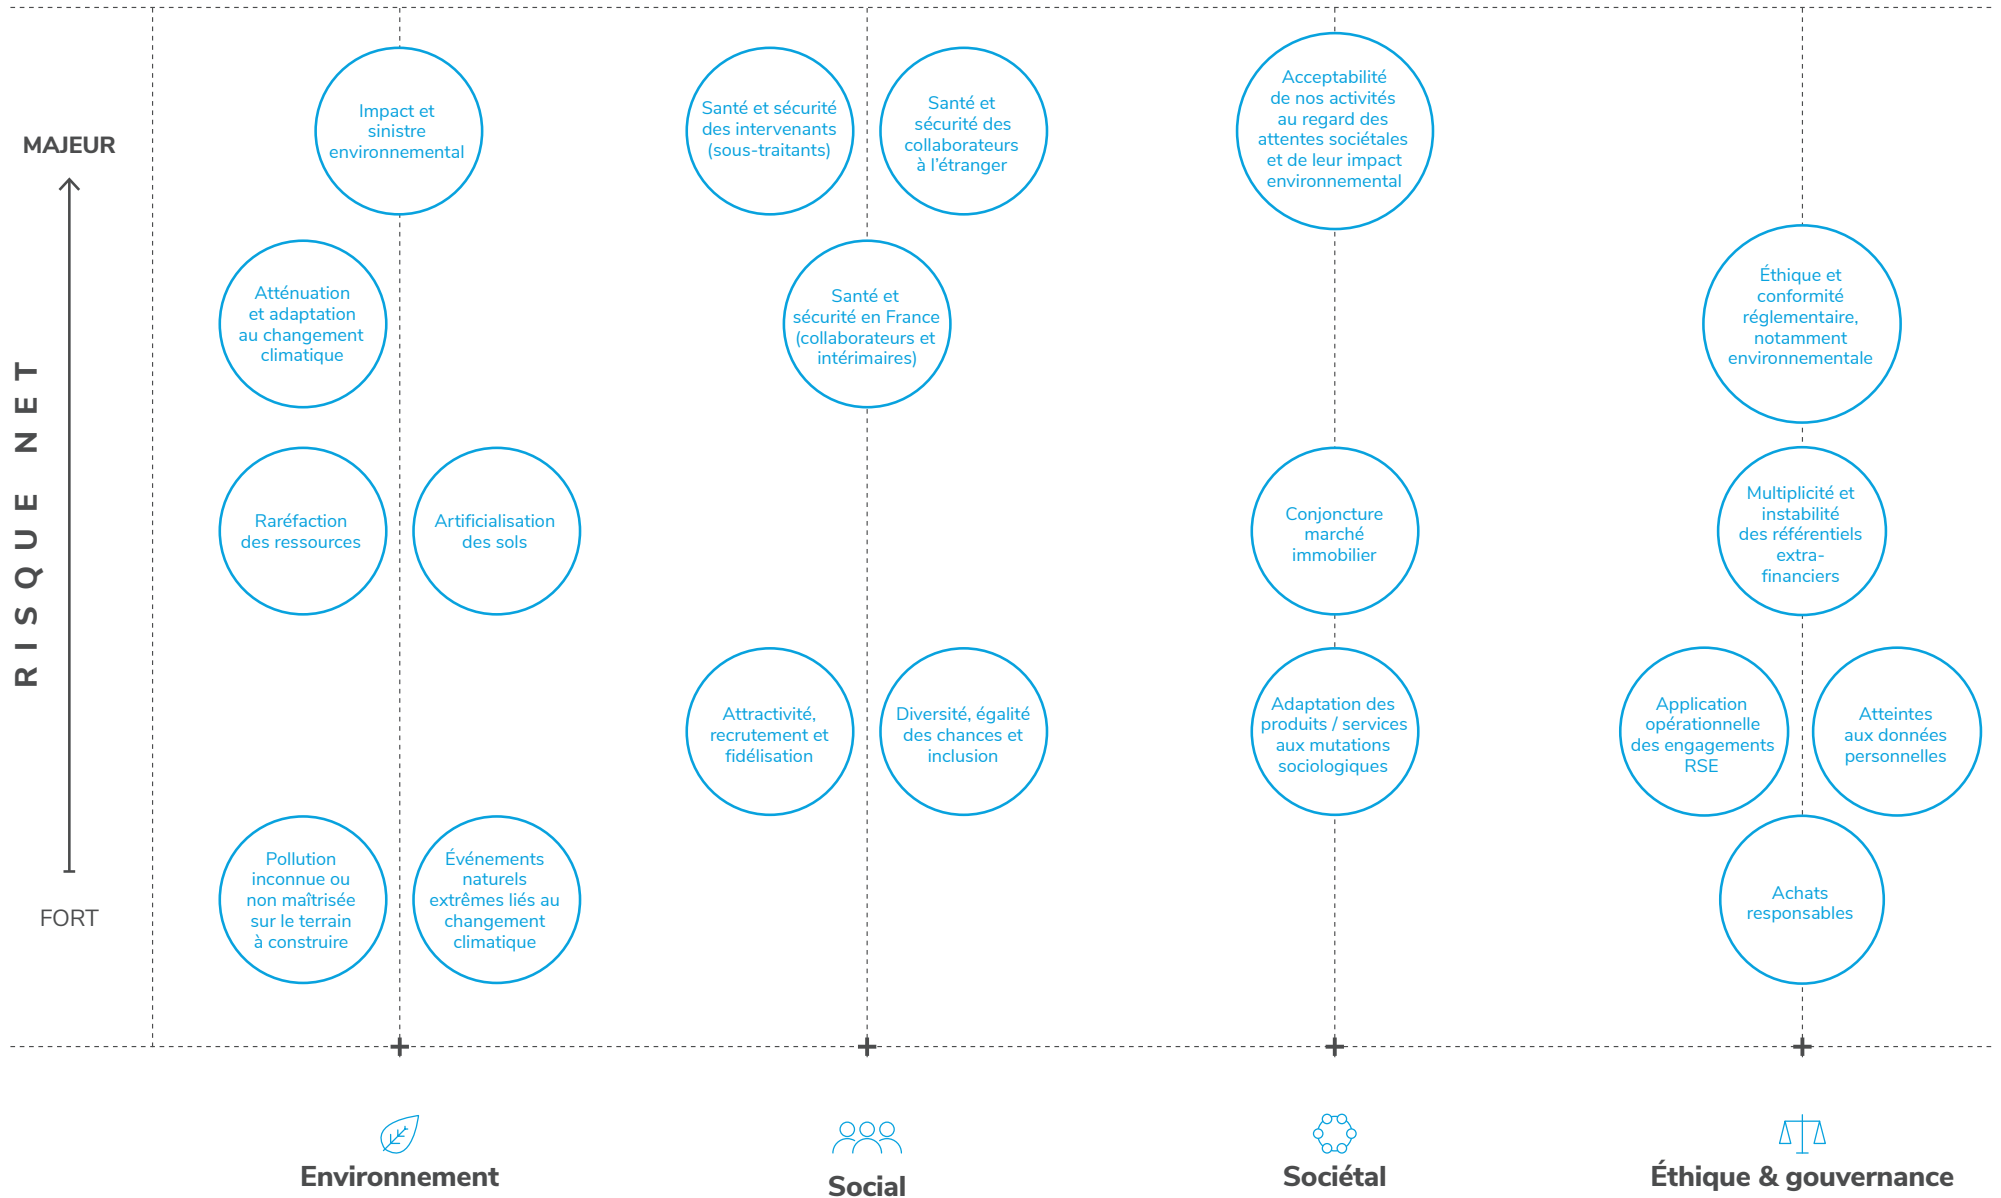 MAJEUR
RISQUE NET
FORT
Impact et
sinistre
environnemental
Santé et sécurité
des intervenants
(sous-traitants)
Santé et
sécurité des
collaborateurs
à l'étranger
Acceptabilité
de nos activités
au regard des
attentes sociétales
et de leur impact
environnemental
Atténuation
et adaptation
au changement
climatique
Santé et
sécurité en France
(collaborateurs et
intérimaires)
Éthique et
conformité
réglementaire,
notamment
environnementale
Raréfaction
des ressources
Artificialisation
des sols
Conjoncture
marché
immobilier
Multiplicité et
instabilité
des référentiels
extra-
financiers
Attractivité,
recrutement et
fidélisation
Diversité, égalité
des chances et
inclusion
Adaptation des
produits / services
aux mutations
sociologiques
Application
opérationnelle
des engagements
RSE
Atteintes
aux données
personnelles
Pollution
inconnue ou
non maîtrisée
sur le terrain
à construire
Événements
naturels
extrêmes liés au
changement
climatique
Achats
responsables
Environnement
Social
Sociétal
Éthique & gouvernance